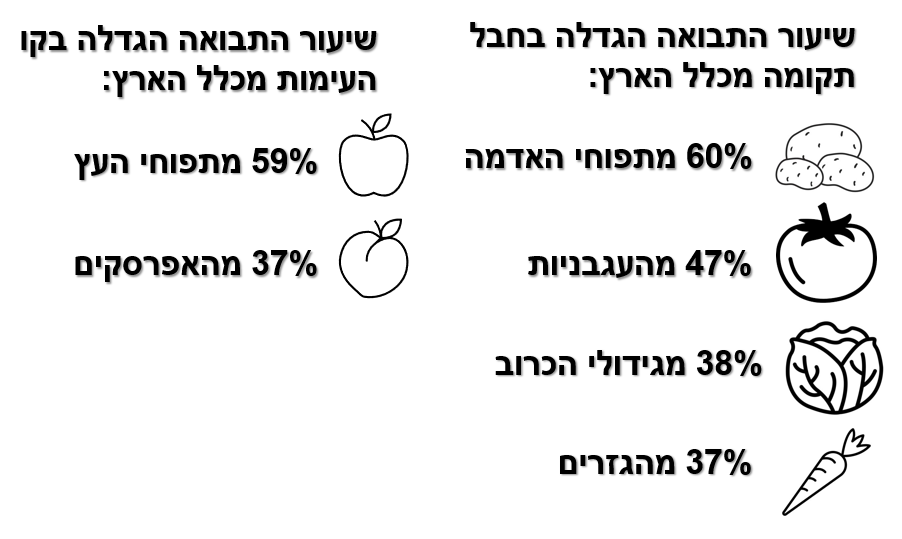 שיעור התבואה הגדלה בחבל
תקומה מכלל הארץ:
60% מתפוחי האדמה
47% מהעגבניות
38% מגידולי הכרוב
37% מהגזרים
שיעור התבואה הגדלה בקו
העימות מכלל הארץ:
59% מתפוחי העץ
37% מהאפרסקים